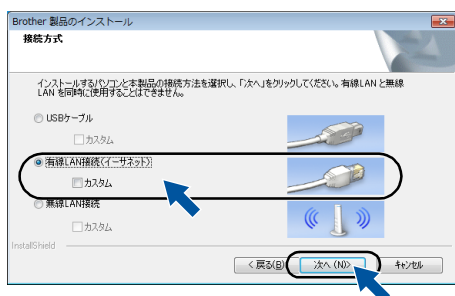 Brother 製品のインストール
接続方式
インストールするパソコンと本製品の接続方法を選択し、「次へ」をクリックしてください。有線LAN と無線
LAN を同時に使用することはできません。
USBケーブル
カスタム
有線LAN接続(イーサネット)
カスタム
無線LAN接続
カスタム
InstallShield
< 戻る(B) 次へ (N)> キャンセル